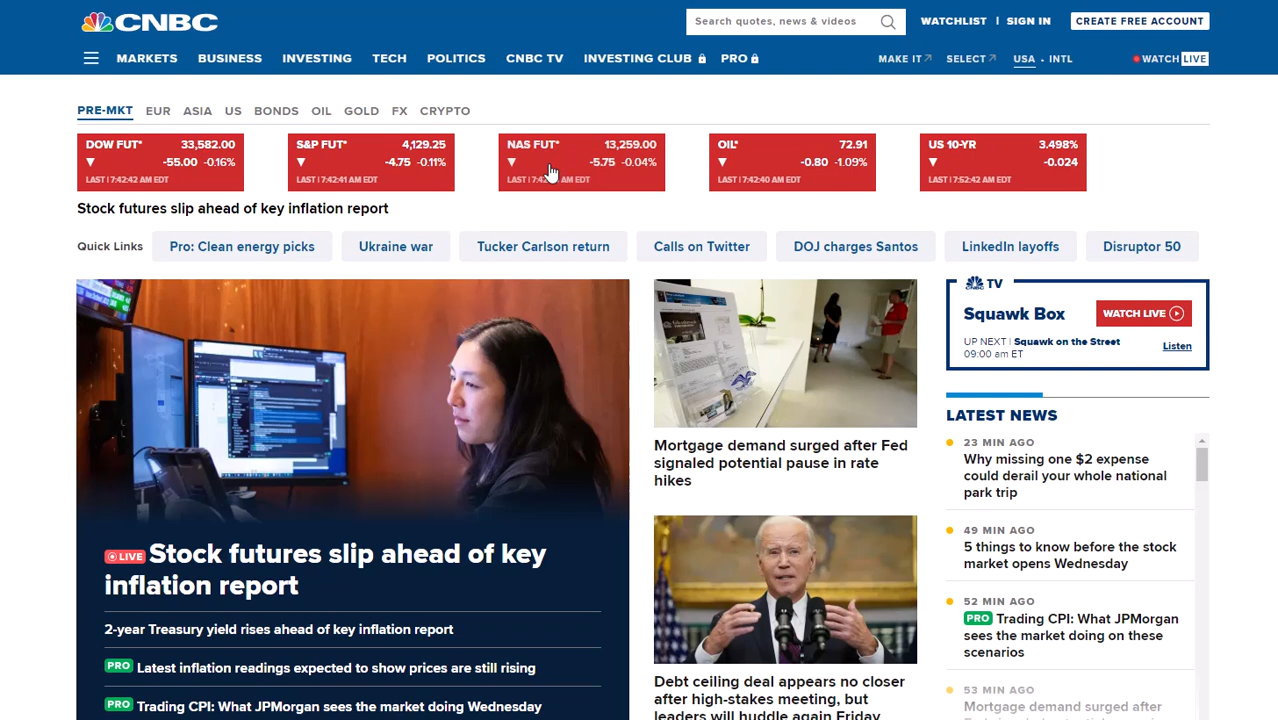 CNBC
Search quotes, news & videos
WATCHLIST | SIGN IN
CREATE FREE ACCOUNT
MARKETS BUSINESS INVESTING TECH POLITICS CNBC TV INVESTING CLUB PRO
MAKE IT SELECT USA • INTL
WATCH LIVE
PRE-MKT EUR ASIA US BONDS OIL GOLD FX CRYPTO
DOW FUT* 33,582.00
-55.00 -0.16%
LAST | 7:42:42 AM EDT
S&P FUT* 4,129.25
-4.75 -0.11%
LAST | 7:42:41 AM EDT
NAS FUT* 13,259.00
-5.75 -0.04%
LAST | 7:42 AM EDT
OIL* 72.91
-0.80 -1.09%
LAST | 7:42:40 AM EDT
US 10-YR 3.498%
-0.024
LAST | 7:52:42 AM EDT
Stock futures slip ahead of key inflation report
Quick Links
Pro: Clean energy picks
Ukraine war
Tucker Carlson return
Calls on Twitter
DOJ charges Santos
LinkedIn layoffs
Disruptor 50
LIVE Stock futures slip ahead of key
inflation report
2-year Treasury yield rises ahead of key inflation report
PRO Latest inflation readings expected to show prices are still rising
PRO Trading CPI: What JPMorgan sees the market doing Wednesday
Mortgage demand surged after Fed
signaled potential pause in rate
hikes
Debt ceiling deal appears no closer
after high-stakes meeting, but
leaders will huddle again Friday
CNBC TV
Squawk Box
WATCH LIVE
UP NEXT | Squawk on the Street
09:00 am ET
Listen
LATEST NEWS
23 MIN AGO
Why missing one $2 expense
could derail your whole national
park trip
49 MIN AGO
5 things to know before the stock
market opens Wednesday
52 MIN AGO
PRO Trading CPI: What JPMorgan
sees the market doing on these
scenarios
53 MIN AGO
Mortgage demand surged after